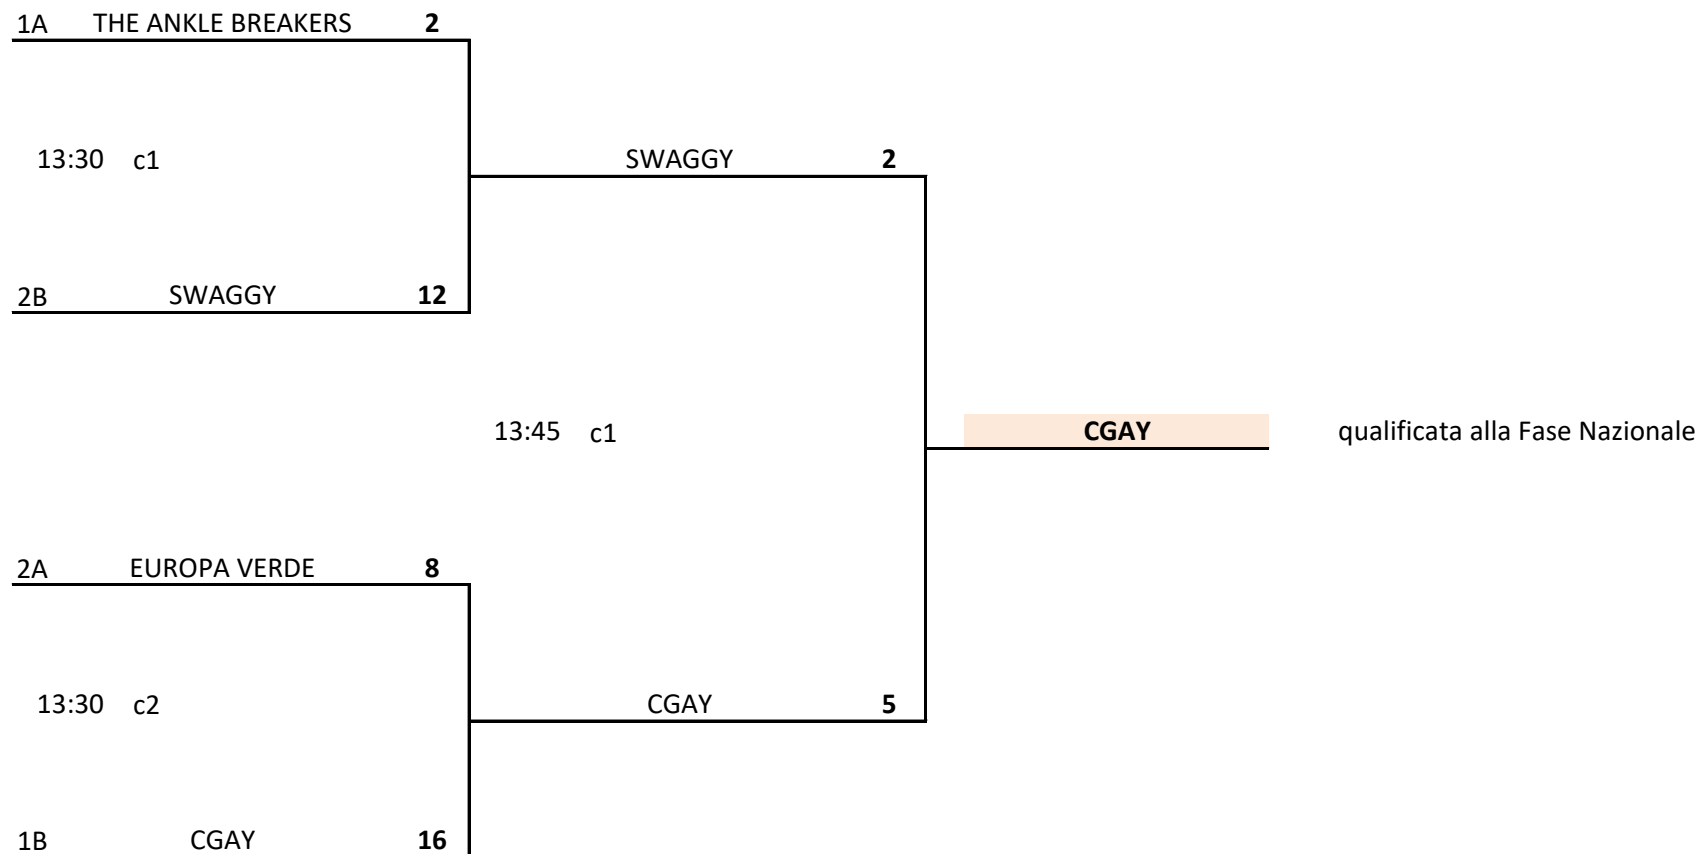 1A THE ANKLE BREAKERS 2
13:30 c1
SWAGGY 2
2B SWAGGY 12
13:45 c1
CGAY qualificata alla Fase Nazionale
2A EUROPA VERDE 8
13:30 c2
CGAY 5
1B CGAY 16